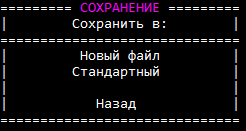 ========= СОХРАНЕНИЕ =========
| Сохранить в: |
==============================
| Новый файл |
| Стандартный |
| |
| Назад |
==============================